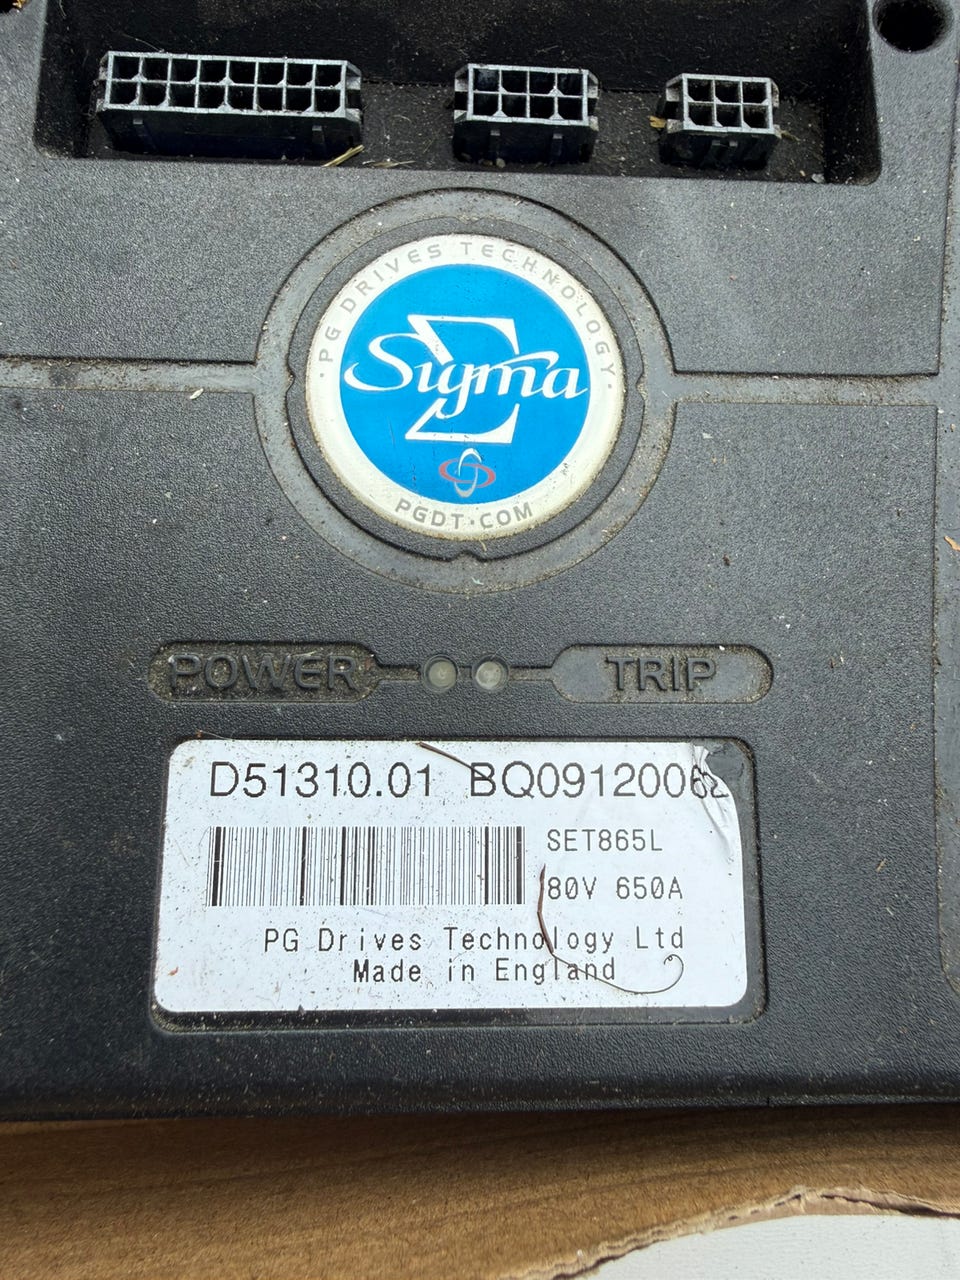 · PG DRIVES TECHNOLOGY ·
Σ
Sigma
PGDT·COM
POWER
TRIP
D51310.01 BQ09120062
SET865L
80V 650A
PG Drives Technology Ltd
Made in England